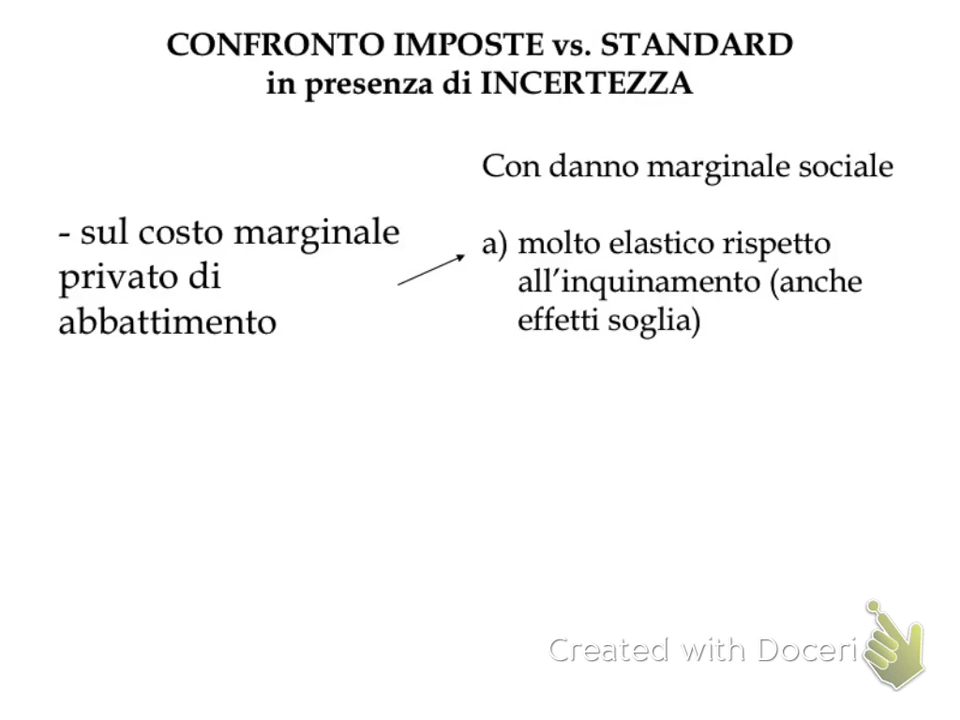 CONFRONTO IMPOSTE vs. STANDARD
in presenza di INCERTEZZA
Con danno marginale sociale
- sul costo marginale
privato di
abbattimento
a) molto elastico rispetto
all’inquinamento (anche
effetti soglia)
Created with Doceri